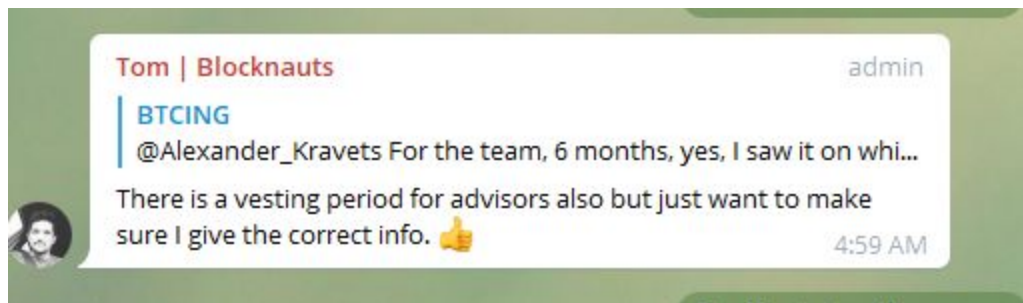 Tom | Blocknauts admin
BTCING
@Alexander_Kravets For the team, 6 months, yes, I saw it on whi...
There is a vesting period for advisors also but just want to make
sure I give the correct info. 👍
4:59 AM